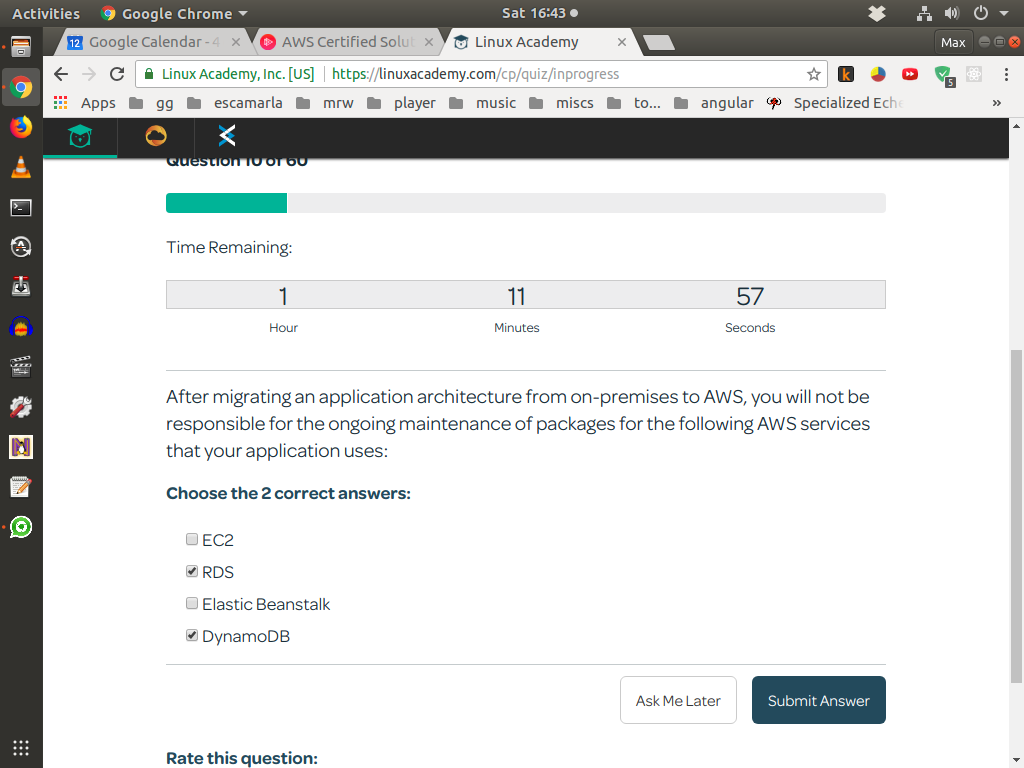 Activities Google Chrome Sat 16:43
Google Calendar - 4 AWS Certified Solut Linux Academy Max
Linux Academy, Inc. [US] https://linuxacademy.com/cp/quiz/inprogress
k 5
Apps gg escamarla mrw player music miscs to... angular Specialized Eche »
Question 10 of 60
Time Remaining:
1 11 57
Hour Minutes Seconds
After migrating an application architecture from on-premises to AWS, you will not be
responsible for the ongoing maintenance of packages for the following AWS services
that your application uses:
Choose the 2 correct answers:
EC2
RDS
Elastic Beanstalk
DynamoDB
Ask Me Later Submit Answer
Rate this question: